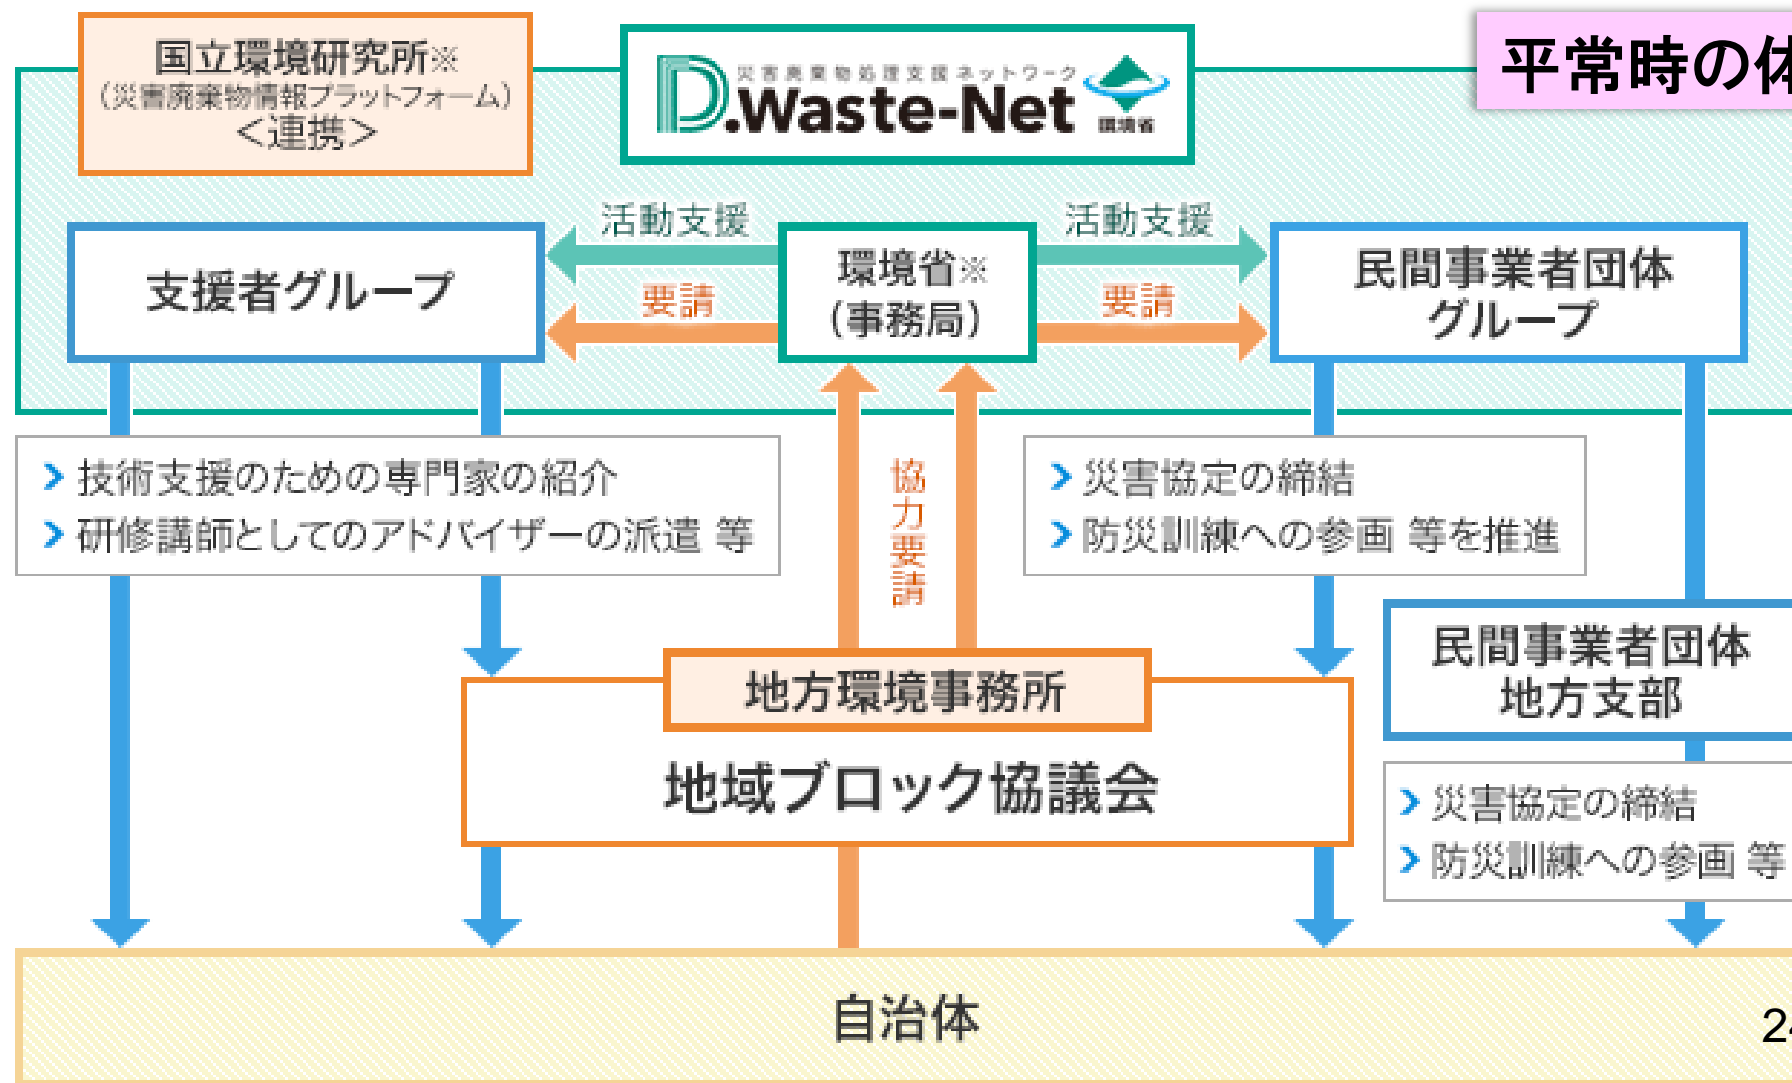 国立環境研究所※
（災害廃棄物情報プラットフォーム）
＜連携＞
災害廃棄物処理支援ネットワーク
D.Waste-Net
環境省
平常時の体
活動支援
活動支援
支援者グループ
要請
環境省※
（事務局）
要請
民間事業者団体
グループ
技術支援のための専門家の紹介
研修講師としてのアドバイザーの派遣 等
協力要請
災害協定の締結
防災訓練への参画 等を推進
地方環境事務所
地域ブロック協議会
民間事業者団体
地方支部
災害協定の締結
防災訓練への参画 等
自治体
24